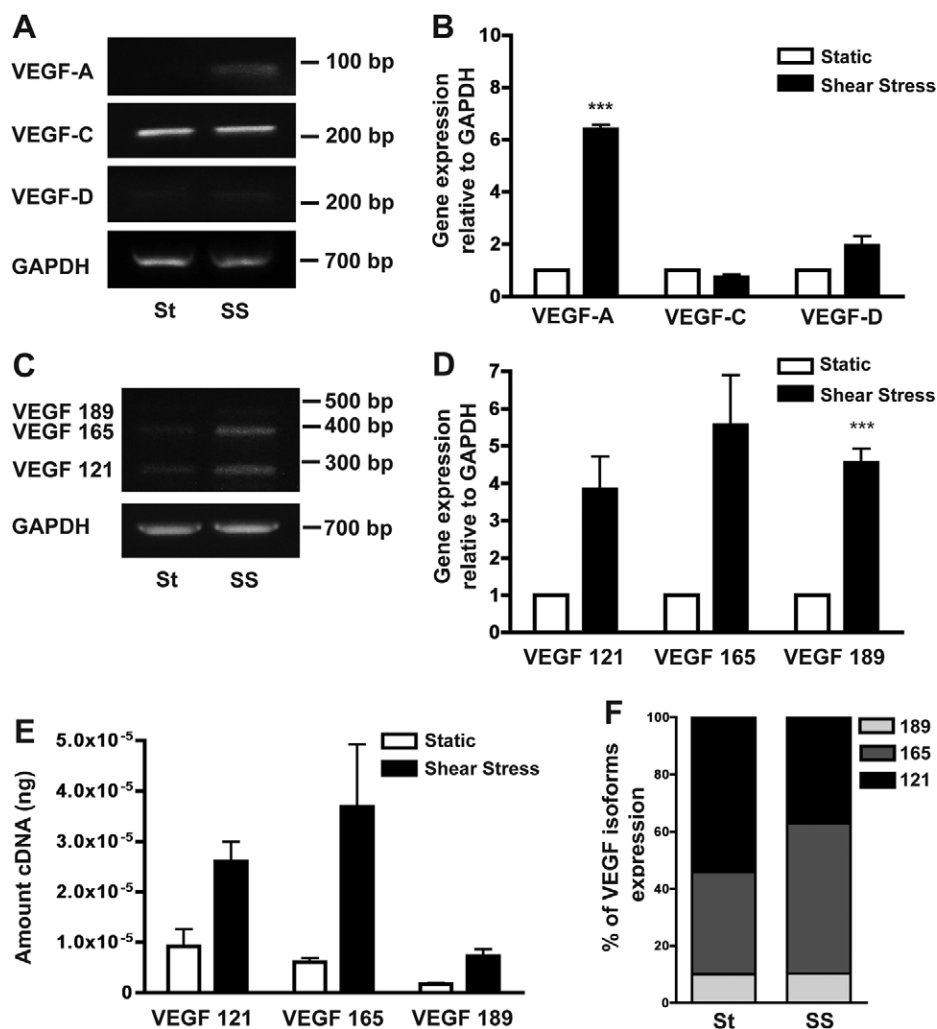 A
VEGF-A
100 bp
VEGF-C
200 bp
VEGF-D
200 bp
GAPDH
700 bp
St SS
B
Gene expression
relative to GAPDH
10
8
6
4
2
0
Static
Shear Stress
***
VEGF-A VEGF-C VEGF-D
C
VEGF 189
500 bp
VEGF 165
400 bp
VEGF 121
300 bp
GAPDH
700 bp
St SS
D
Gene expression
relative to GAPDH
7
6
5
4
3
2
1
0
Static
Shear Stress
***
VEGF 121 VEGF 165 VEGF 189
E
Amount cDNA (ng)
5.0x10⁻⁵
4.0x10⁻⁵
3.0x10⁻⁵
2.0x10⁻⁵
1.0x10⁻⁵
0
Static
Shear Stress
VEGF 121 VEGF 165 VEGF 189
F
% of VEGF isoforms
expression
100
80
60
40
20
0
189
165
121
St SS